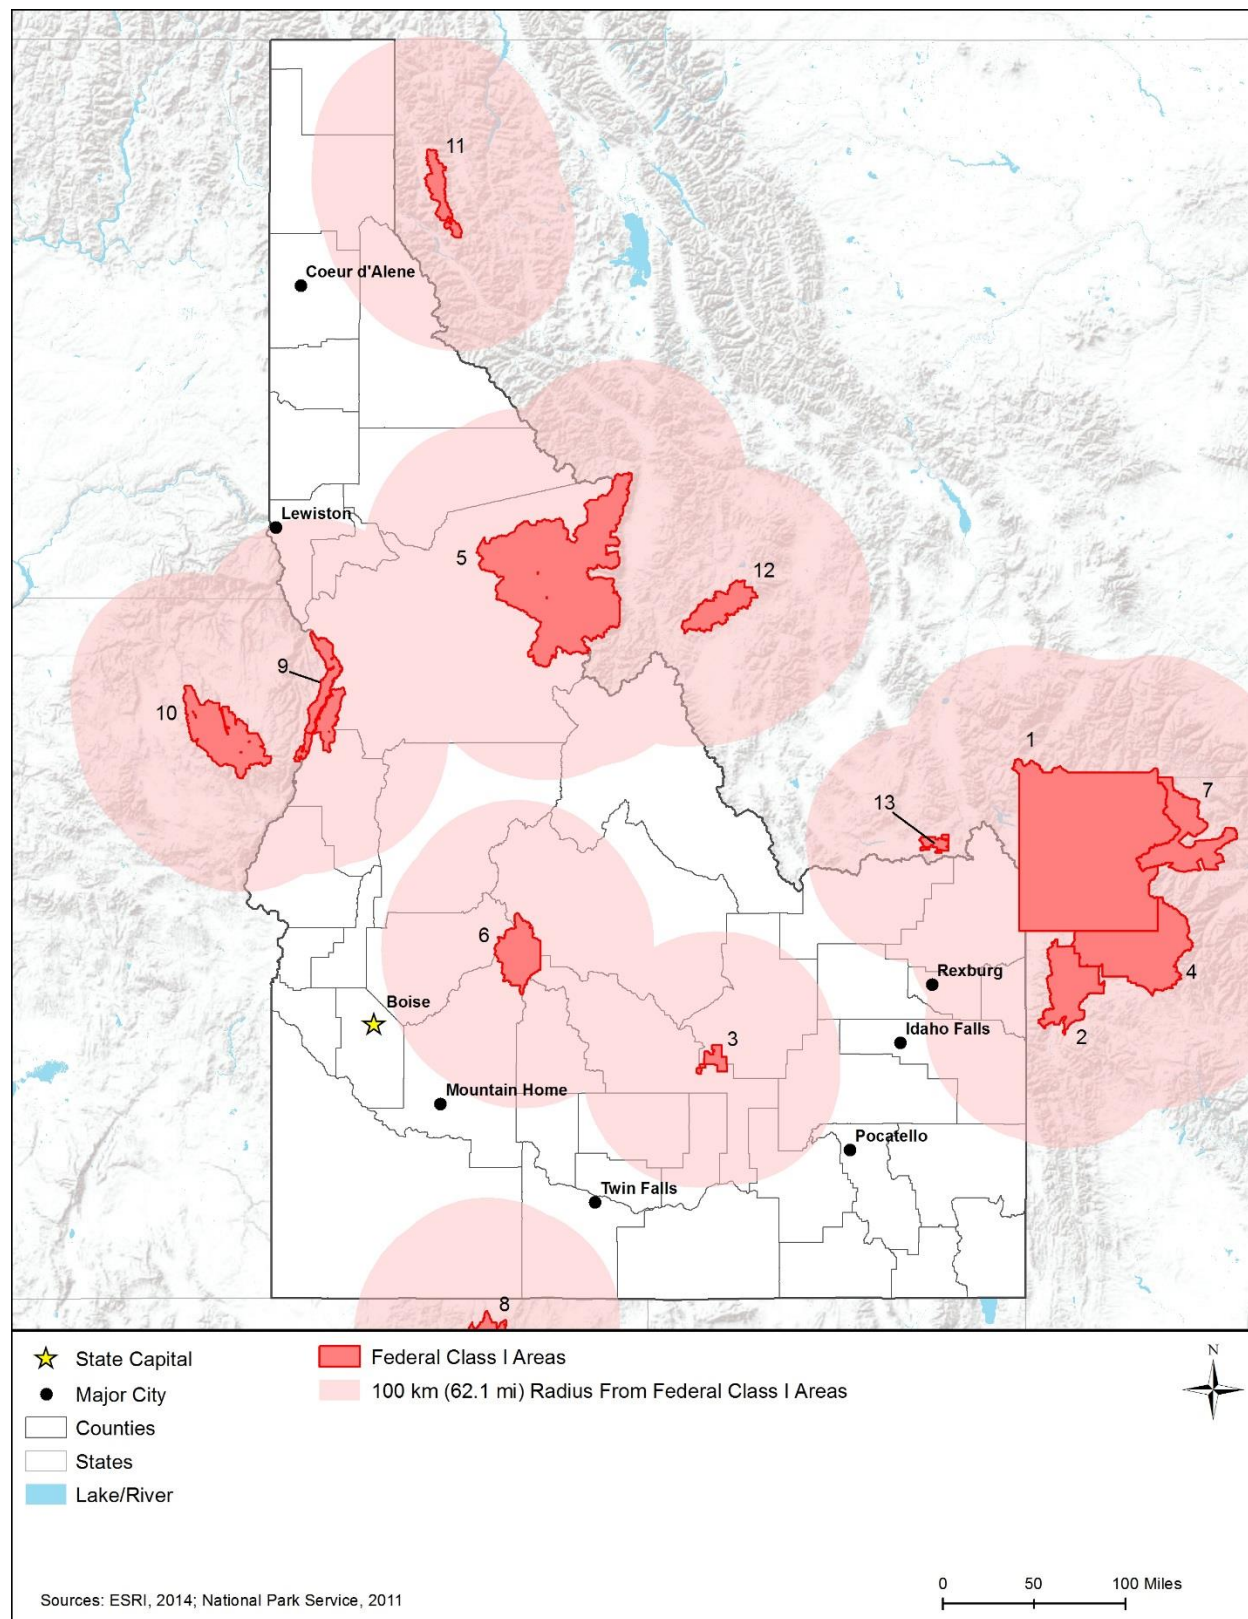 11
Coeur d'Alene
Lewiston
5
12
9
10
1
7
13
6
4
Rexburg
Boise
2
3
Idaho Falls
Mountain Home
Pocatello
Twin Falls
8
State Capital
Federal Class I Areas
Major City
100 km (62.1 mi) Radius From Federal Class I Areas
N
Counties
States
Lake/River
0 50 100 Miles
Sources: ESRI, 2014; National Park Service, 2011